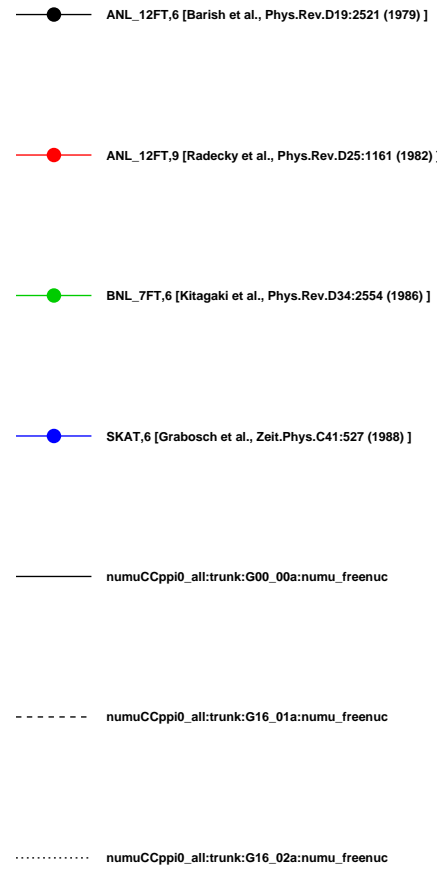 ANL_12FT,6 [Barish et al., Phys.Rev.D19:2521 (1979) ]
ANL_12FT,9 [Radecky et al., Phys.Rev.D25:1161 (1982) ]
BNL_7FT,6 [Kitagaki et al., Phys.Rev.D34:2554 (1986) ]
SKAT,6 [Grabosch et al., Zeit.Phys.C41:527 (1988) ]
numuCCppi0_all:trunk:G00_00a:numu_freenuc
numuCCppi0_all:trunk:G16_01a:numu_freenuc
numuCCppi0_all:trunk:G16_02a:numu_freenuc